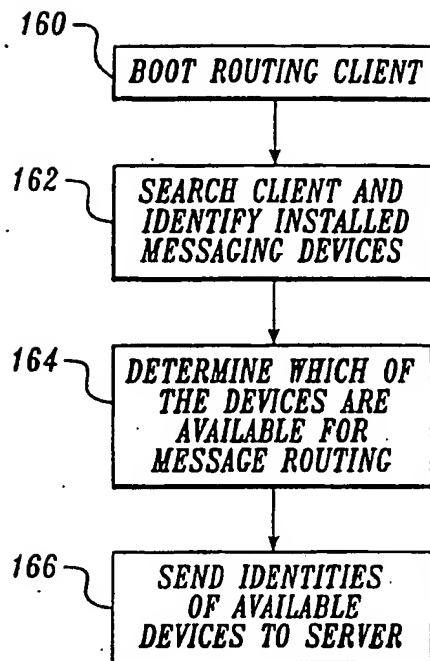 160
BOOT ROUTING CLIENT
162
SEARCH CLIENT AND
IDENTIFY INSTALLED
MESSAGING DEVICES
164
DETERMINE WHICH OF
THE DEVICES ARE
AVAILABLE FOR
MESSAGE ROUTING
166
SEND IDENTITIES
OF AVAILABLE
DEVICES TO SERVER